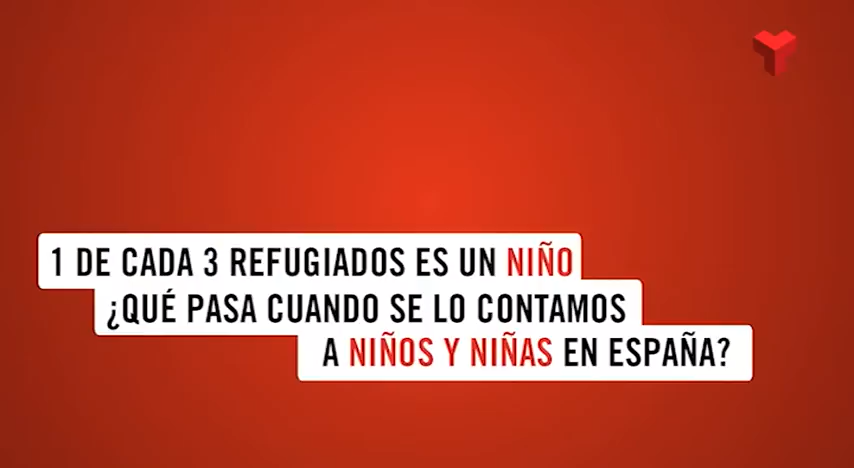 1 DE CADA 3 REFUGIADOS ES UN NIÑO
¿QUÉ PASA CUANDO SE LO CONTAMOS
A NIÑOS Y NIÑAS EN ESPAÑA?